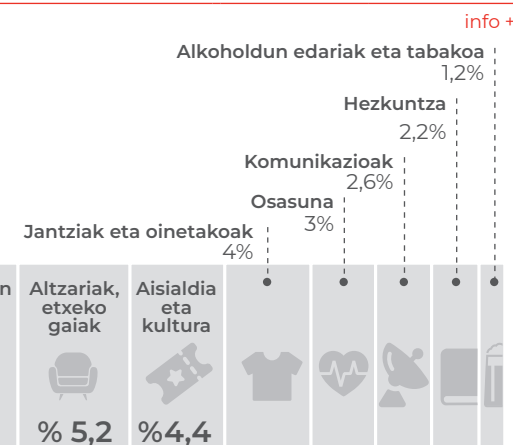 info +
Alkoholdun edariak eta tabakoa
1,2%
Hezkuntza
2,2%
Komunikazioak
2,6%
Osasuna
3%
Jantziak eta oinetakoak
4%
n
Altzariak,
etxeko
gaiak
% 5,2
Aisialdia
eta
kultura
%4,4